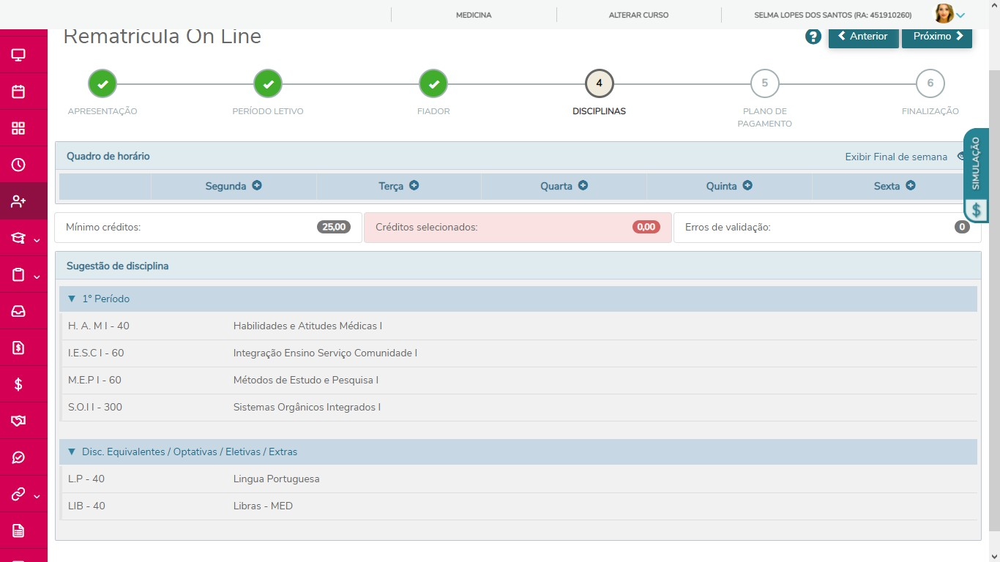 MEDICINA ALTERAR CURSO SELMA LOPES DOS SANTOS (RA: 451910260)
Rematrícula On Line ? Anterior Próximo
4 5 6
APRESENTAÇÃO PERÍODO LETIVO FIADOR DISCIPLINAS PLANO DE PAGAMENTO FINALIZAÇÃO
Quadro de horário Exibir Final de semana
SIMULAÇÃO
$
Segunda Terça Quarta Quinta Sexta
Mínimo créditos: 25,00 Créditos selecionados: 0,00 Erros de validação: 0
Sugestão de disciplina
1º Período
H. A. M I - 40 Habilidades e Atitudes Médicas I
I.E.S.C I - 60 Integração Ensino Serviço Comunidade I
M.E.P I - 60 Métodos de Estudo e Pesquisa I
S.O.I I - 300 Sistemas Orgânicos Integrados I
Disc. Equivalentes / Optativas / Eletivas / Extras
L.P - 40 Lingua Portuguesa
LIB - 40 Libras - MED